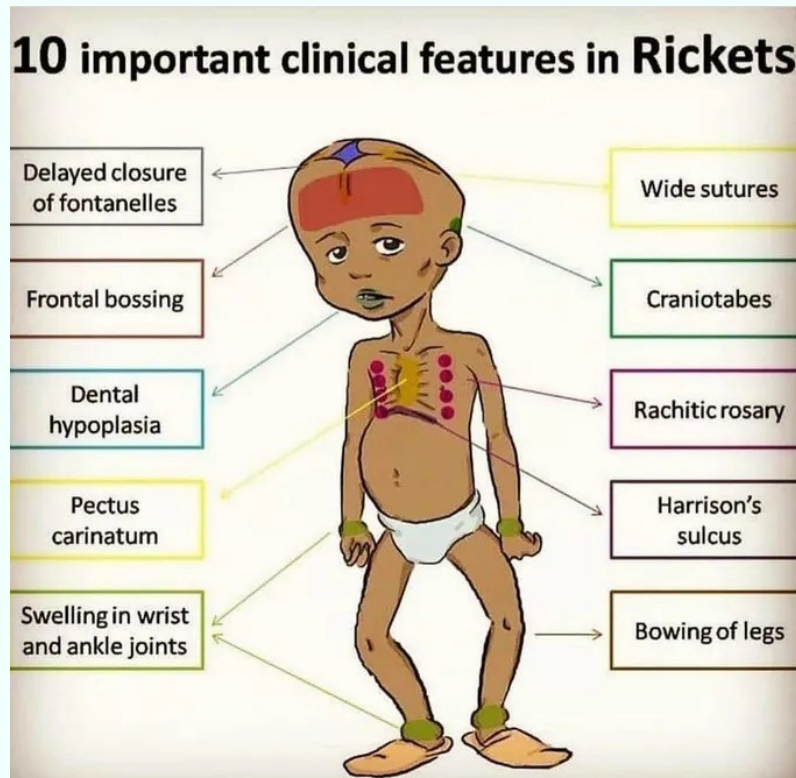 10 important clinical features in Rickets
Delayed closure
of fontanelles
Wide sutures
Frontal bossing
Craniotabes
Dental
hypoplasia
Rachitic rosary
Pectus
carinatum
Harrison's
sulcus
Swelling in wrist
and ankle joints
Bowing of legs